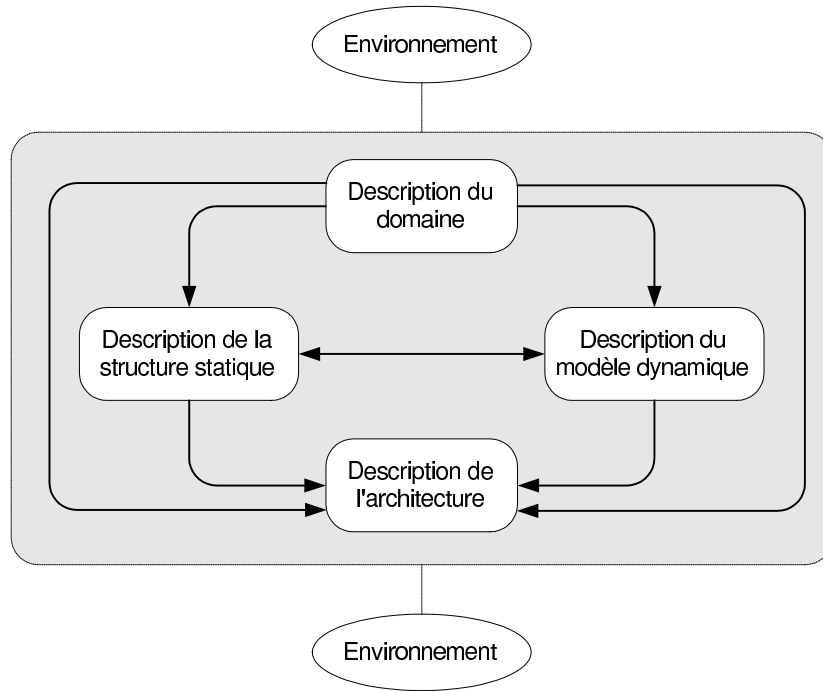 Environnement
Description du
domaine
Description de la
structure statique
Description du
modèle dynamique
Description de
l'architecture
Environnement